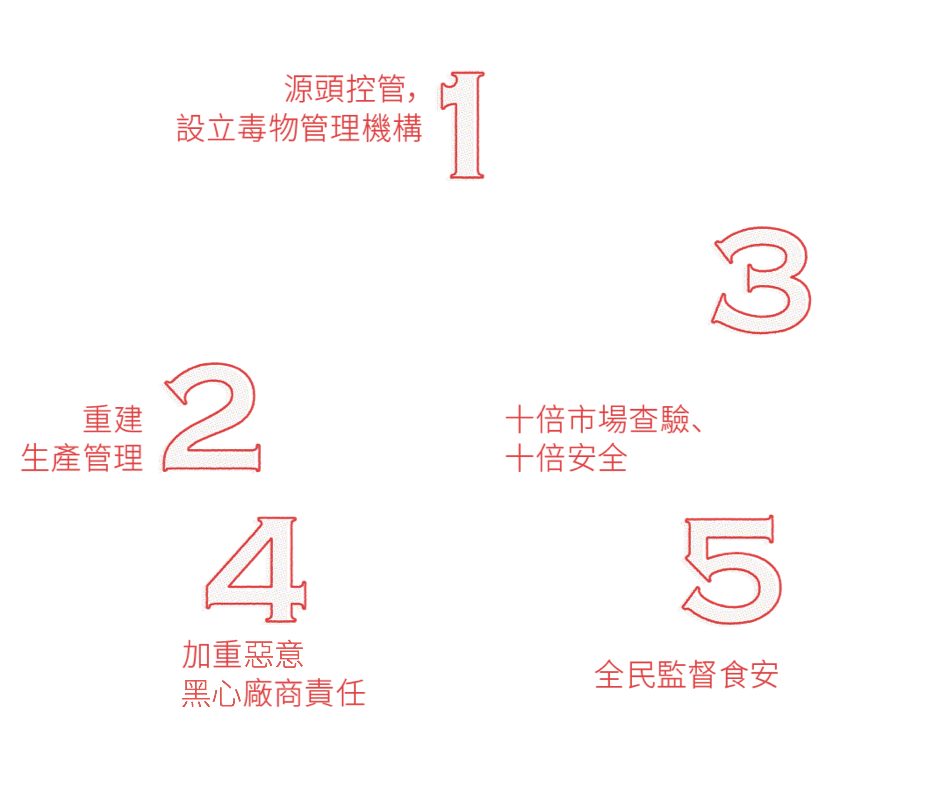 源頭控管，
設立毒物管理機構
1
3
2
重建
生產管理
十倍市場查驗、
十倍安全
4
加重惡意
黑心廠商責任
5
全民監督食安